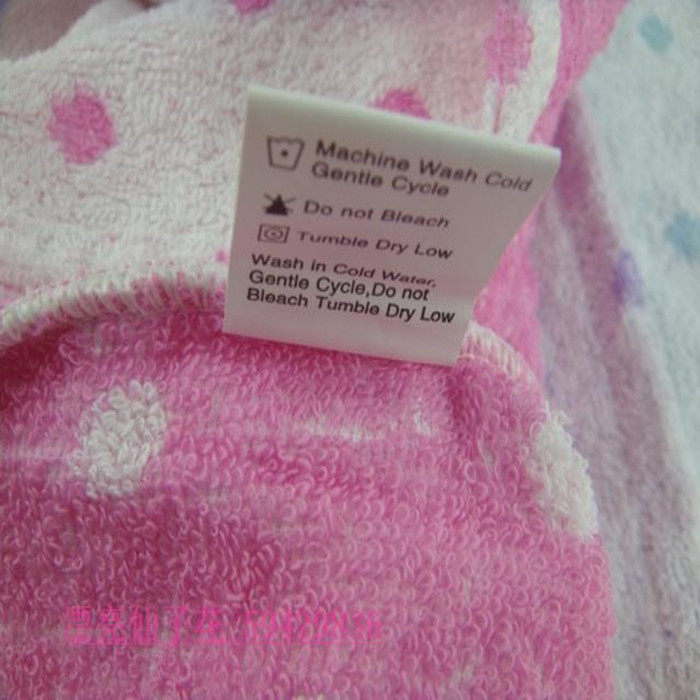 Machine Wash Cold
Gentle Cycle
Do not Bleach
Tumble Dry Low
Wash in Cold Water,
Gentle Cycle,Do not
Bleach Tumble Dry Low